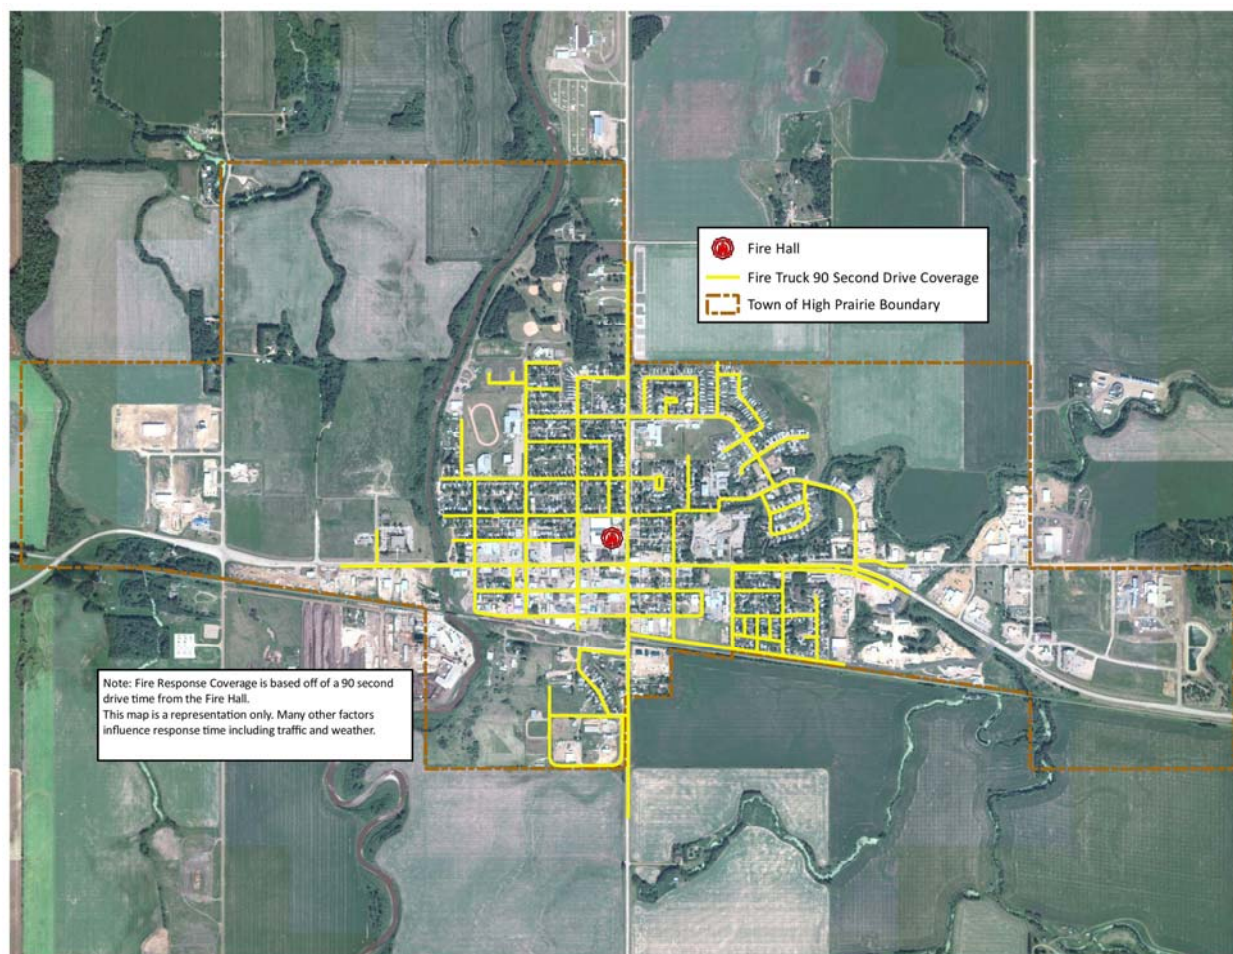 Fire Hall
Fire Truck 90 Second Drive Coverage
Town of High Prairie Boundary
Note: Fire Response Coverage is based off of a 90 second
drive time from the Fire Hall.
This map is a representation only. Many other factors
influence response time including traffic and weather.